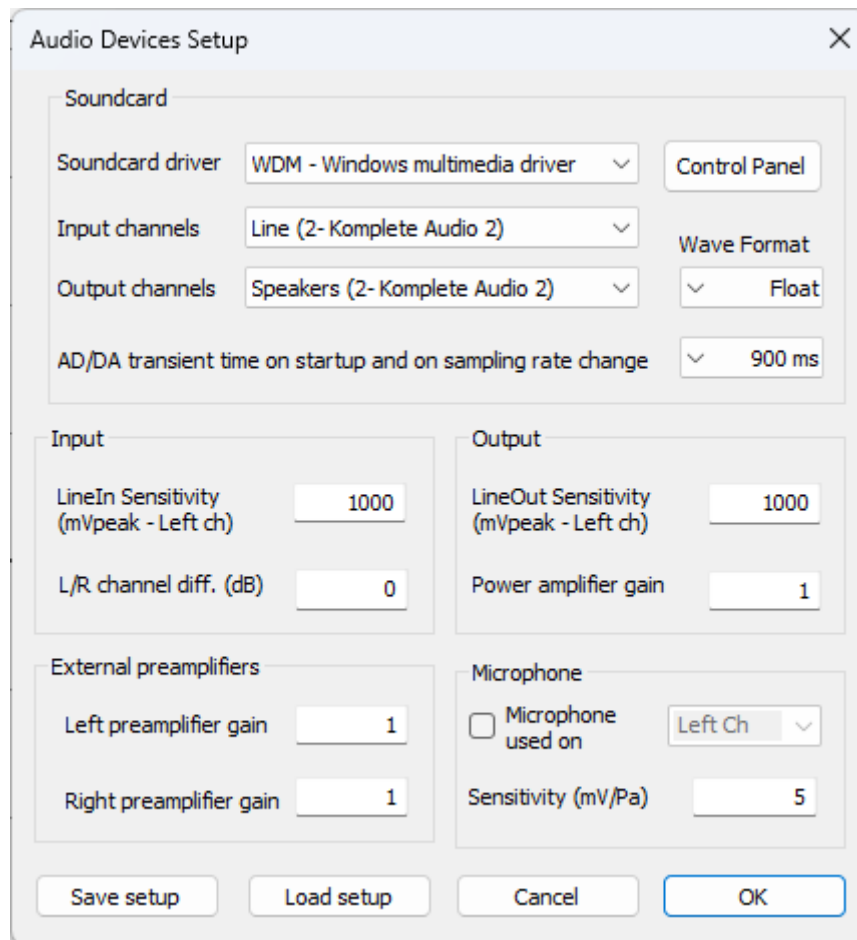 Audio Devices Setup
Soundcard
Soundcard driver WDM - Windows multimedia driver Control Panel
Input channels Line (2- Komplete Audio 2)
Wave Format
Output channels Speakers (2- Komplete Audio 2) Float
AD/DA transient time on startup and on sampling rate change 900 ms
Input
LineIn Sensitivity
(mVpeak - Left ch) 1000
L/R channel diff. (dB) 0
Output
LineOut Sensitivity
(mVpeak - Left ch) 1000
Power amplifier gain 1
External preamplifiers
Left preamplifier gain 1
Right preamplifier gain 1
Microphone
Microphone
used on Left Ch
Sensitivity (mV/Pa) 5
Save setup Load setup Cancel OK